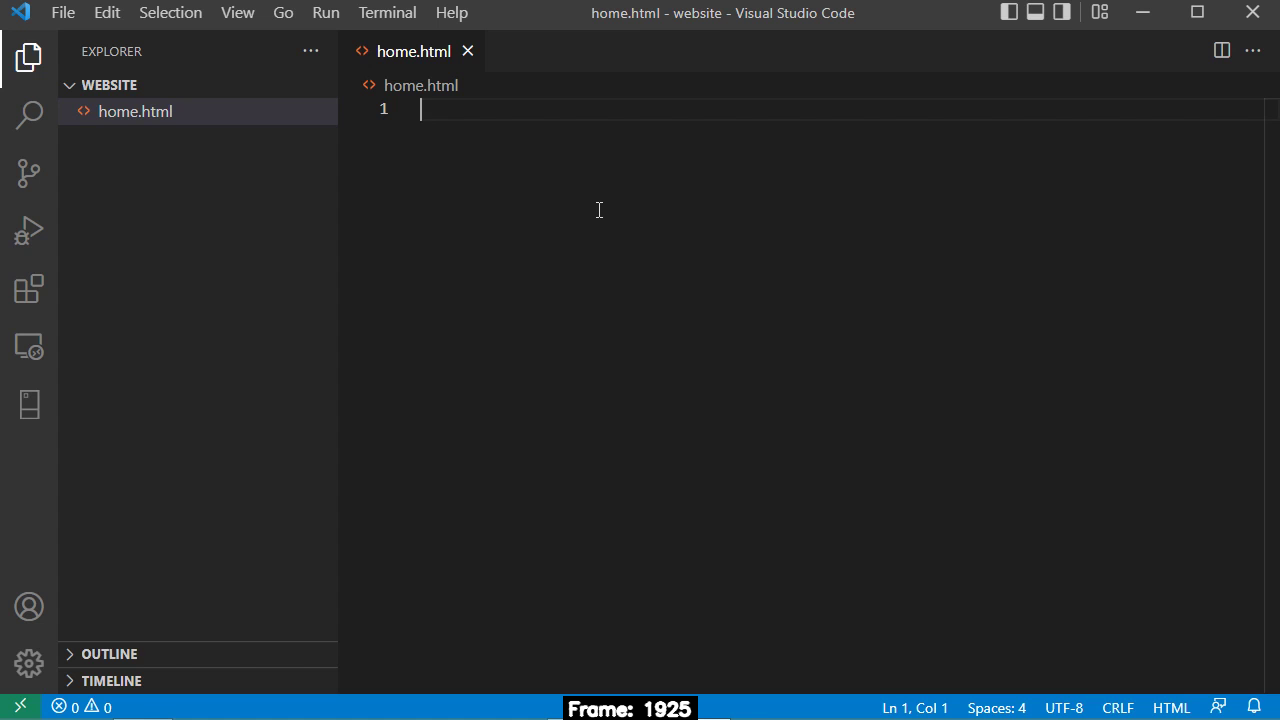 File Edit Selection View Go Run Terminal Help home.html - website - Visual Studio Code
EXPLORER
home.html
WEBSITE
home.html
home.html
1
OUTLINE
TIMELINE
0 0 Frame: 1925 Ln 1, Col 1 Spaces: 4 UTF-8 CRLF HTML